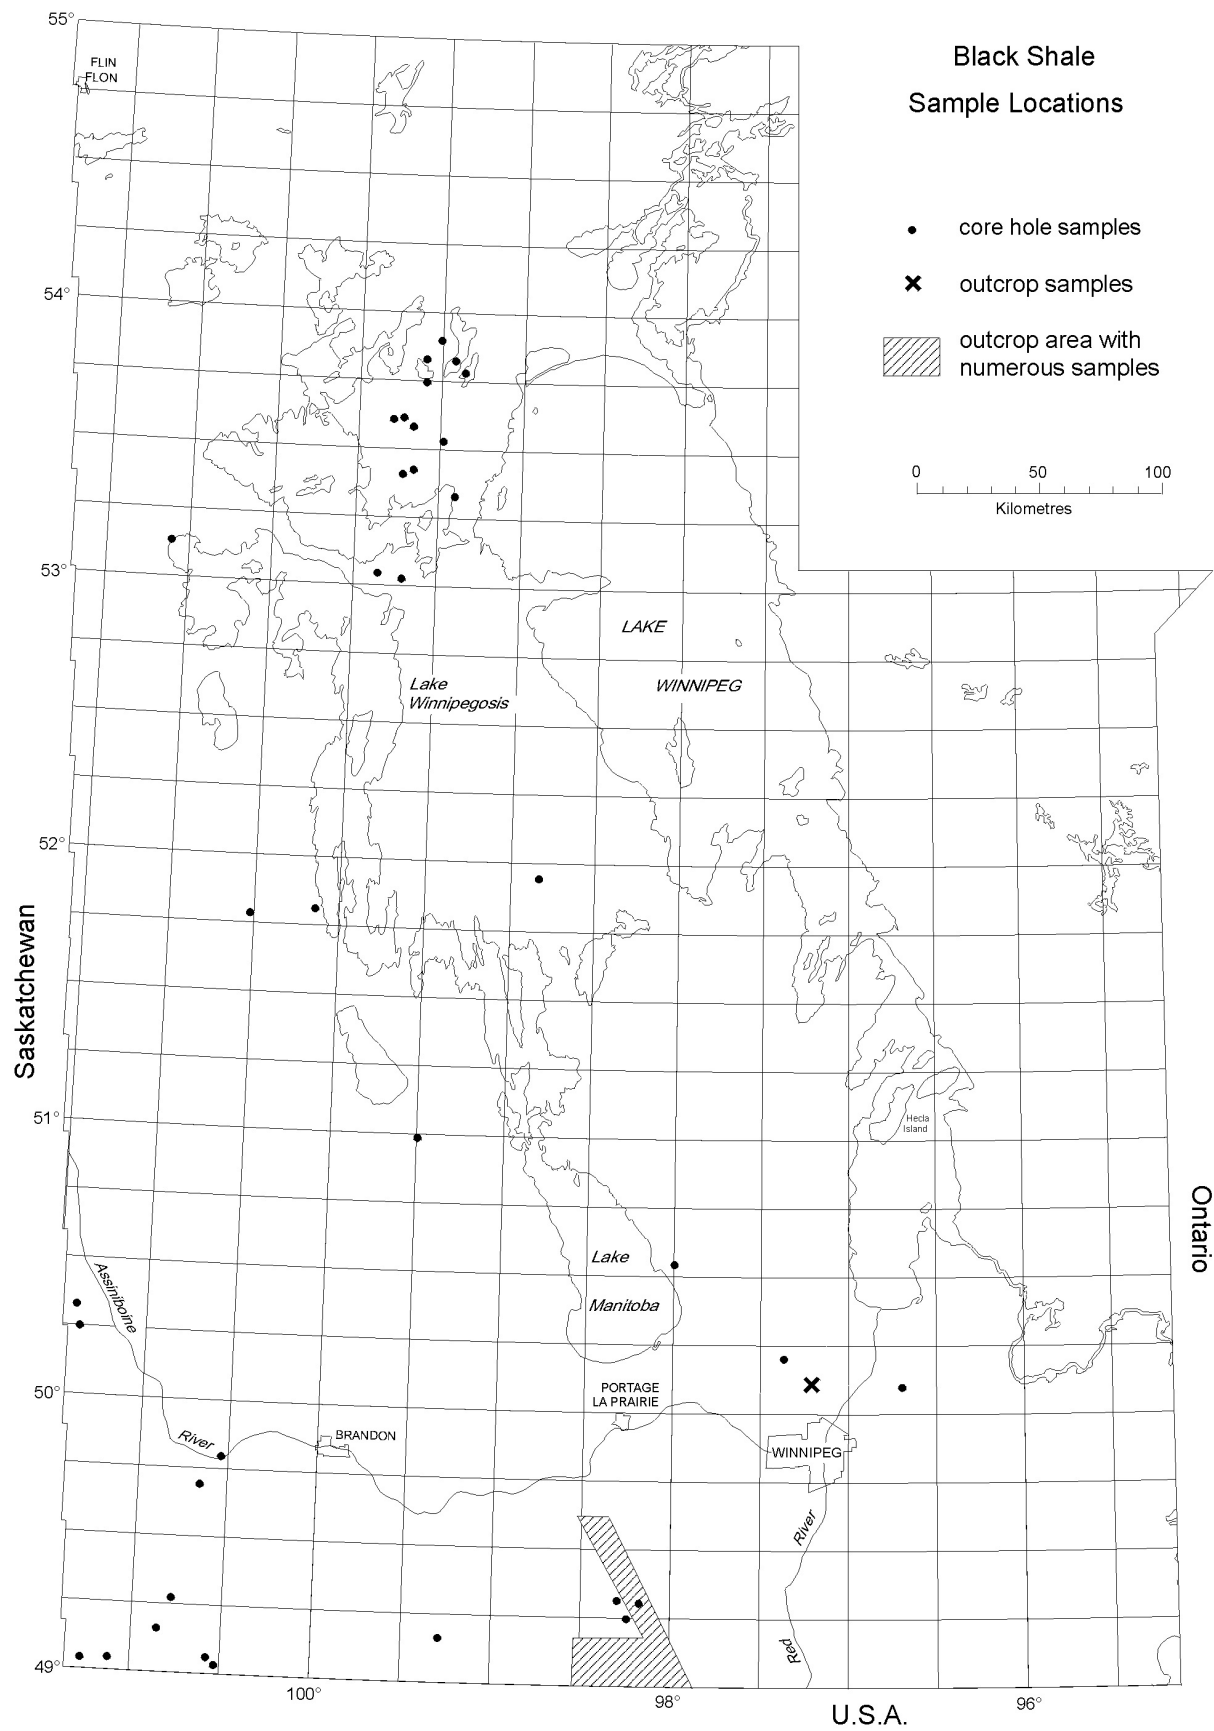 55°
FLIN
FLON
Black Shale
Sample Locations
core hole samples
outcrop samples
outcrop area with
numerous samples
0 50 100
Kilometres
54°
53°
LAKE
WINNIPEG
Lake
Winnipegosis
52°
Saskatchewan
51°
Hecla
Island
Ontario
Lake
Manitoba
Assiniboine
River
50°
PORTAGE
LA PRAIRIE
BRANDON
WINNIPEG
River
Red
49°
100°
98°
96°
U.S.A.